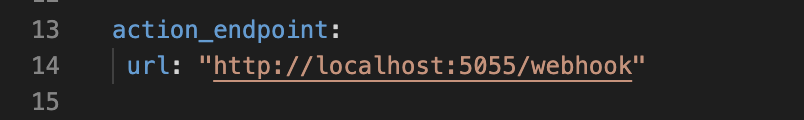 13 action_endpoint:
14 url: "http://localhost:5055/webhook"
15